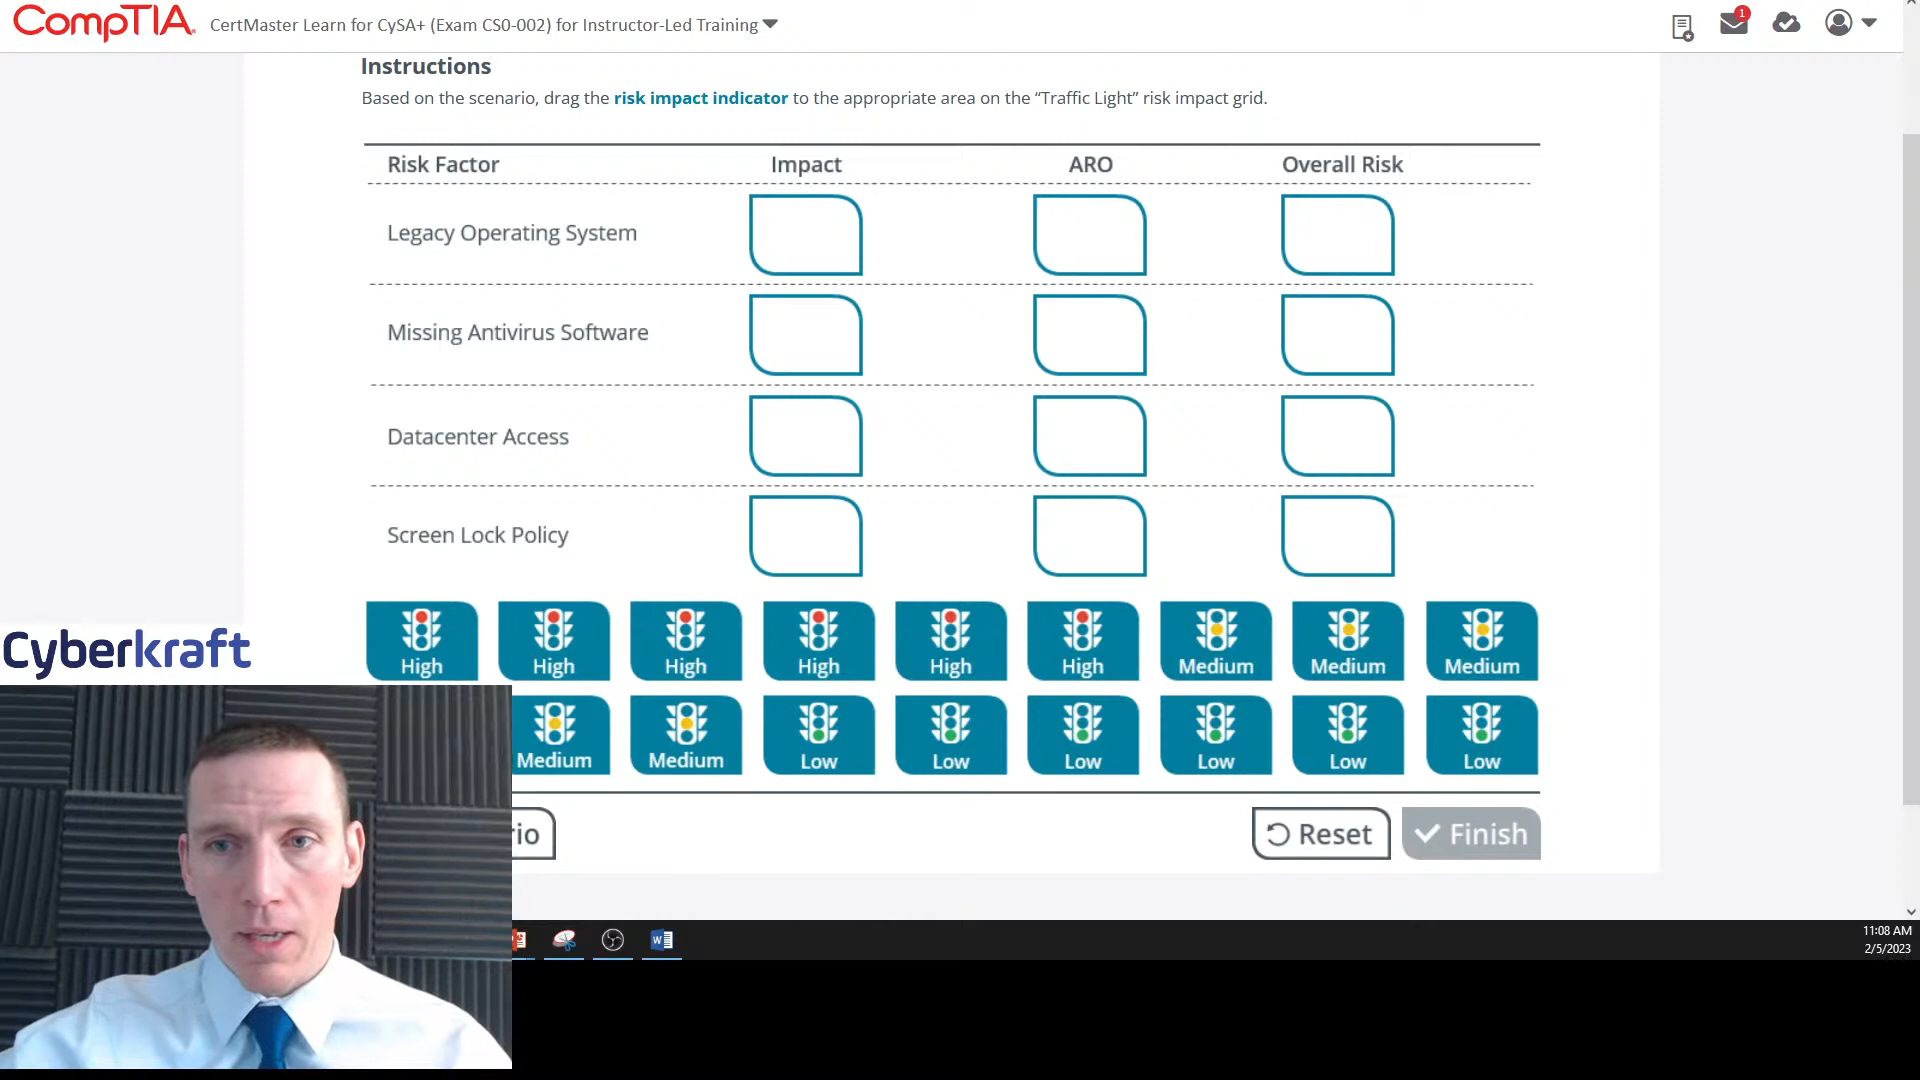 CompTIA.
CertMaster Learn for CySA+ (Exam CS0-002) for Instructor-Led Training
1
Instructions
Based on the scenario, drag the risk impact indicator to the appropriate area on the “Traffic Light” risk impact grid.
Risk Factor Impact ARO Overall Risk
Legacy Operating System
Missing Antivirus Software
Datacenter Access
Screen Lock Policy
High High High High High High Medium Medium Medium
Medium Medium Low Low Low Low Low Low
Cyberkraft
Reset Finish
W
11:08 AM
2/5/2023